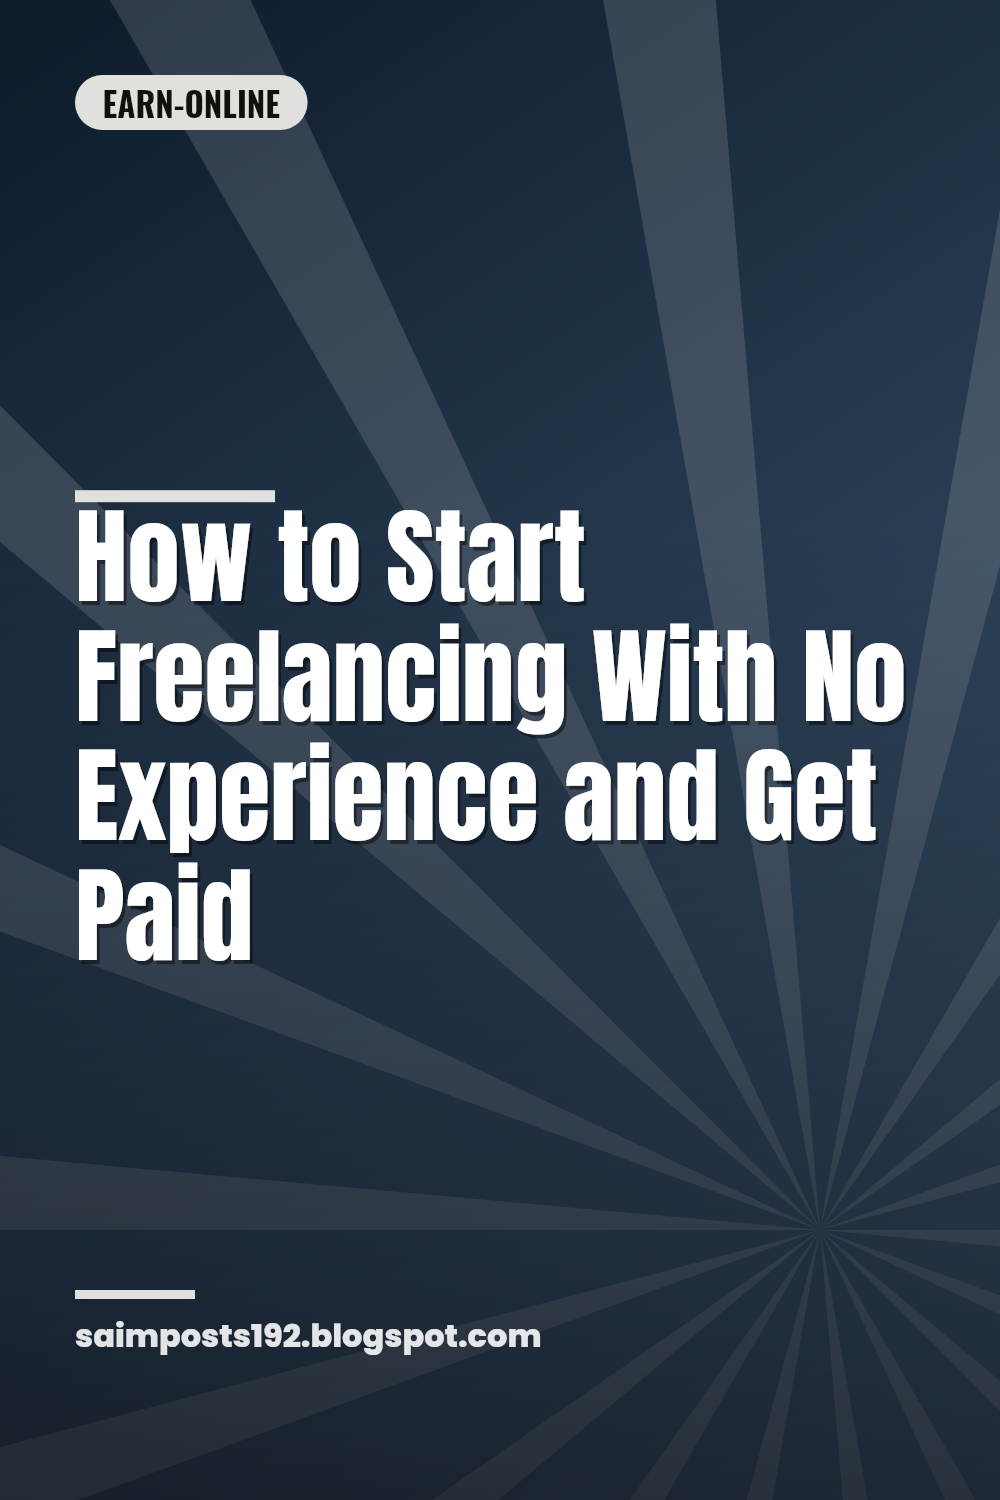 EARN-ONLINE
How to Start
Freelancing With No
Experience and Get
Paid
saimposts192.blogspot.com